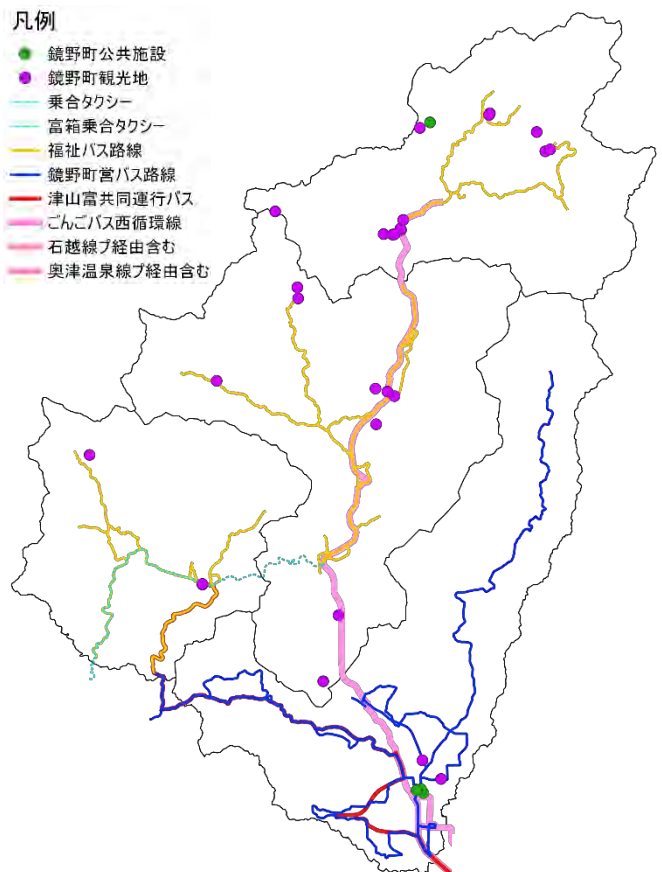 凡例
鏡野町公共施設
鏡野町観光地
乗合タクシー
富箱乗合タクシー
福祉バス路線
鏡野町営バス路線
津山富共同運行バス
ごんごバス西循環線
石越線プ経由含む
奥津温泉線プ経由含む